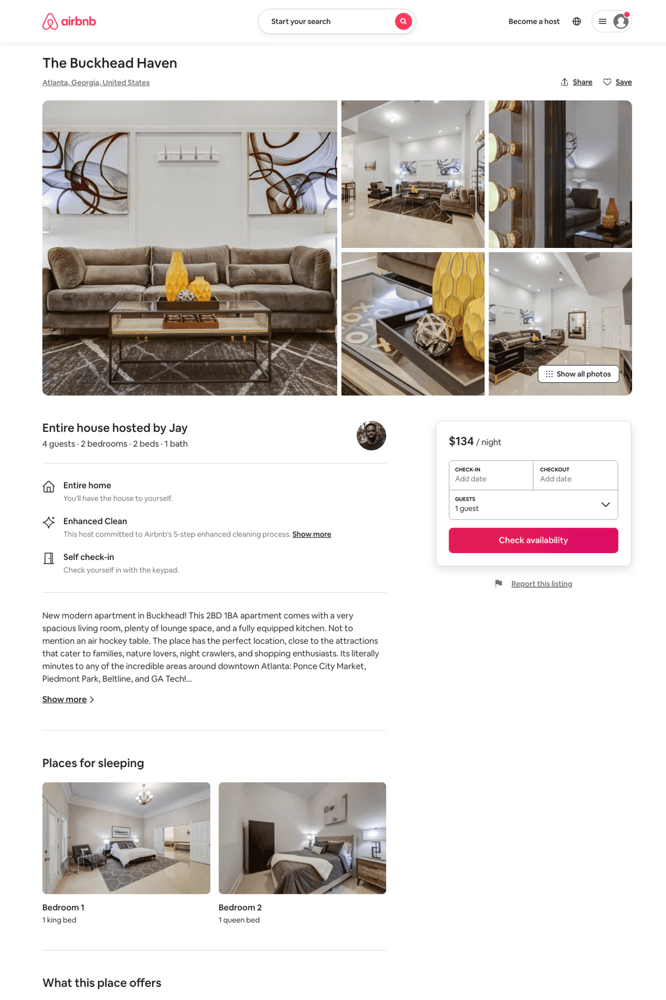 airbnb
Start your search
Become a host
The Buckhead Haven
Atlanta, Georgia, United States
Share
Save
XOX
Show all photos
Entire house hosted by Jay
4 guests · 2 bedrooms · 2 beds · 1 bath
Entire home
You'll have the house to yourself.
Enhanced Clean
This host committed to Airbnb's 5-step enhanced cleaning process. Show more
Self check-in
Check yourself in with the keypad.
$134 / night
CHECK-IN
Add date
CHECKOUT
Add date
GUESTS
1 guest
Check availability
Report this listing
New modern apartment in Buckhead! This 2BD 1BA apartment comes with a very
spacious living room, plenty of lounge space, and a fully equipped kitchen. Not to
mention an air hockey table. The place has the perfect location, close to the attractions
that cater to families, nature lovers, night crawlers, and shopping enthusiasts. Its literally
minutes to any of the incredible areas around downtown Atlanta: Ponce City Market,
Piedmont Park, Beltline, and GA Tech!...
Show more
Places for sleeping
Bedroom 1
1 king bed
Bedroom 2
1 queen bed
What this place offers